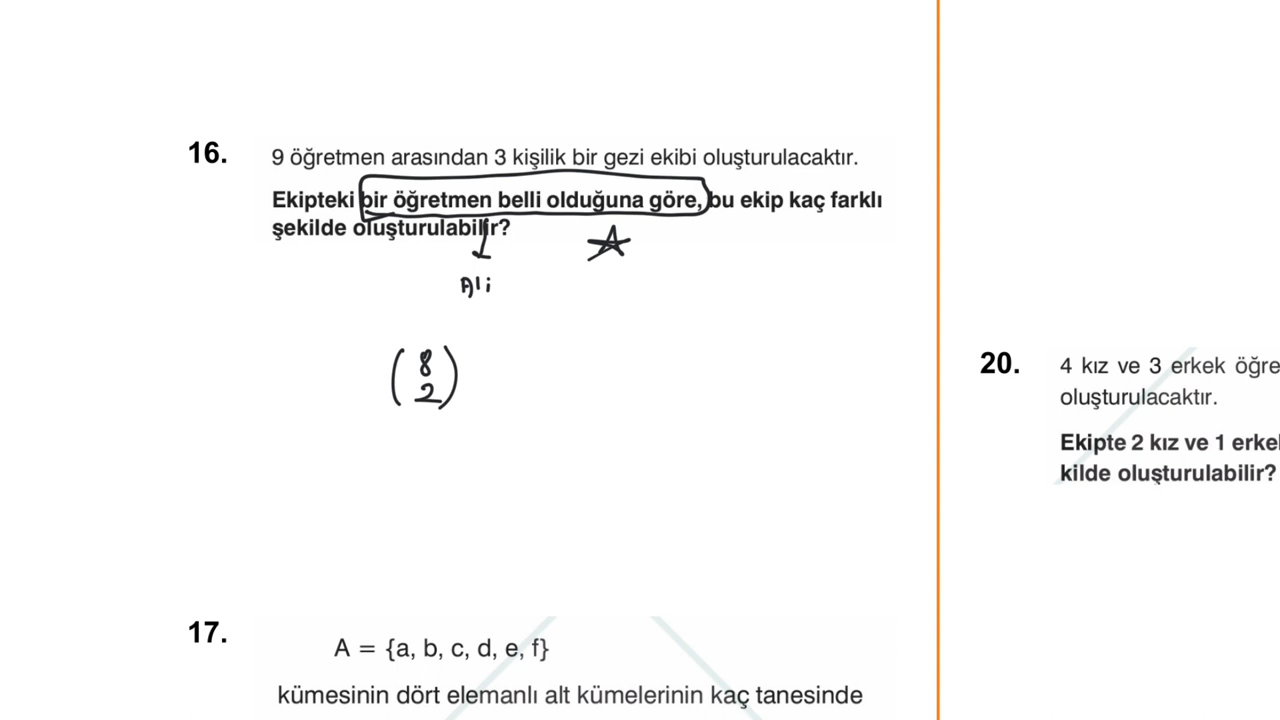 16.
9 öğretmen arasından 3 kişilik bir gezi ekibi oluşturulacaktır.
Ekipteki bir öğretmen belli olduğuna göre, bu ekip kaç farklı
şekilde oluşturulabilir?
Ali
( 8
2 )
17.
A = {a, b, c, d, e, f}
kümesinin dört elemanlı alt kümelerinin kaç tanesinde
20.
4 kız ve 3 erkek öğre
oluşturulacaktır.
Ekipte 2 kız ve 1 erke
kilde oluşturulabilir?